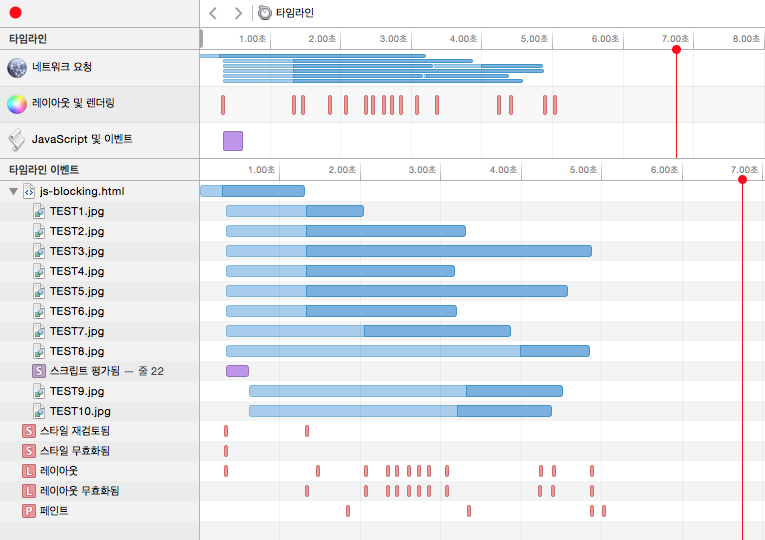 타임라인
타임라인
1.00초 2.00초 3.00초 4.00초 5.00초 6.00초 7.00초 8.00초
네트워크 요청
레이아웃 및 렌더링
JavaScript 및 이벤트
타임라인 이벤트
1.00초 2.00초 3.00초 4.00초 5.00초 6.00초 7.00초
js-blocking.html
TEST1.jpg
TEST2.jpg
TEST3.jpg
TEST4.jpg
TEST5.jpg
TEST6.jpg
TEST7.jpg
TEST8.jpg
S 스크립트 평가됨 — 줄 22
TEST9.jpg
TEST10.jpg
S 스타일 재검토됨
S 스타일 무효화됨
L 레이아웃
L 레이아웃 무효화됨
P 페인트